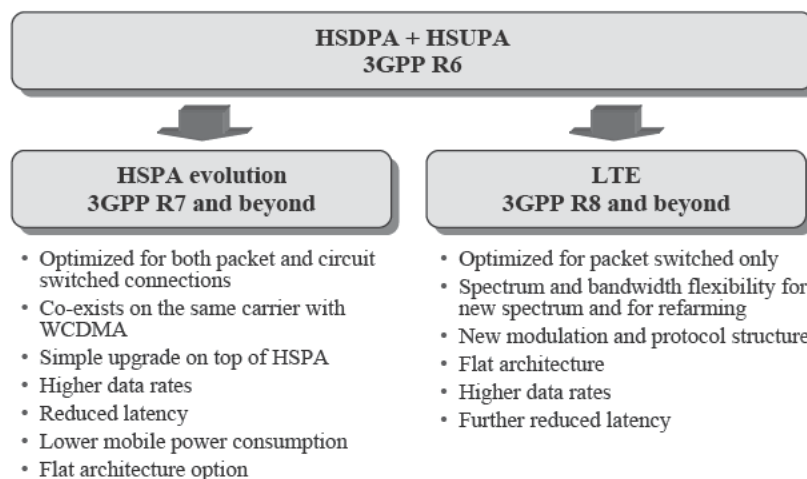 HSDPA + HSUPA
3GPP R6
HSPA evolution
3GPP R7 and beyond
• Optimized for both packet and circuit
switched connections
• Co-exists on the same carrier with
WCDMA
• Simple upgrade on top of HSPA
• Higher data rates
• Reduced latency
• Lower mobile power consumption
• Flat architecture option
LTE
3GPP R8 and beyond
• Optimized for packet switched only
• Spectrum and bandwidth flexibility for
new spectrum and for refarming
• New modulation and protocol structure
• Flat architecture
• Higher data rates
• Further reduced latency